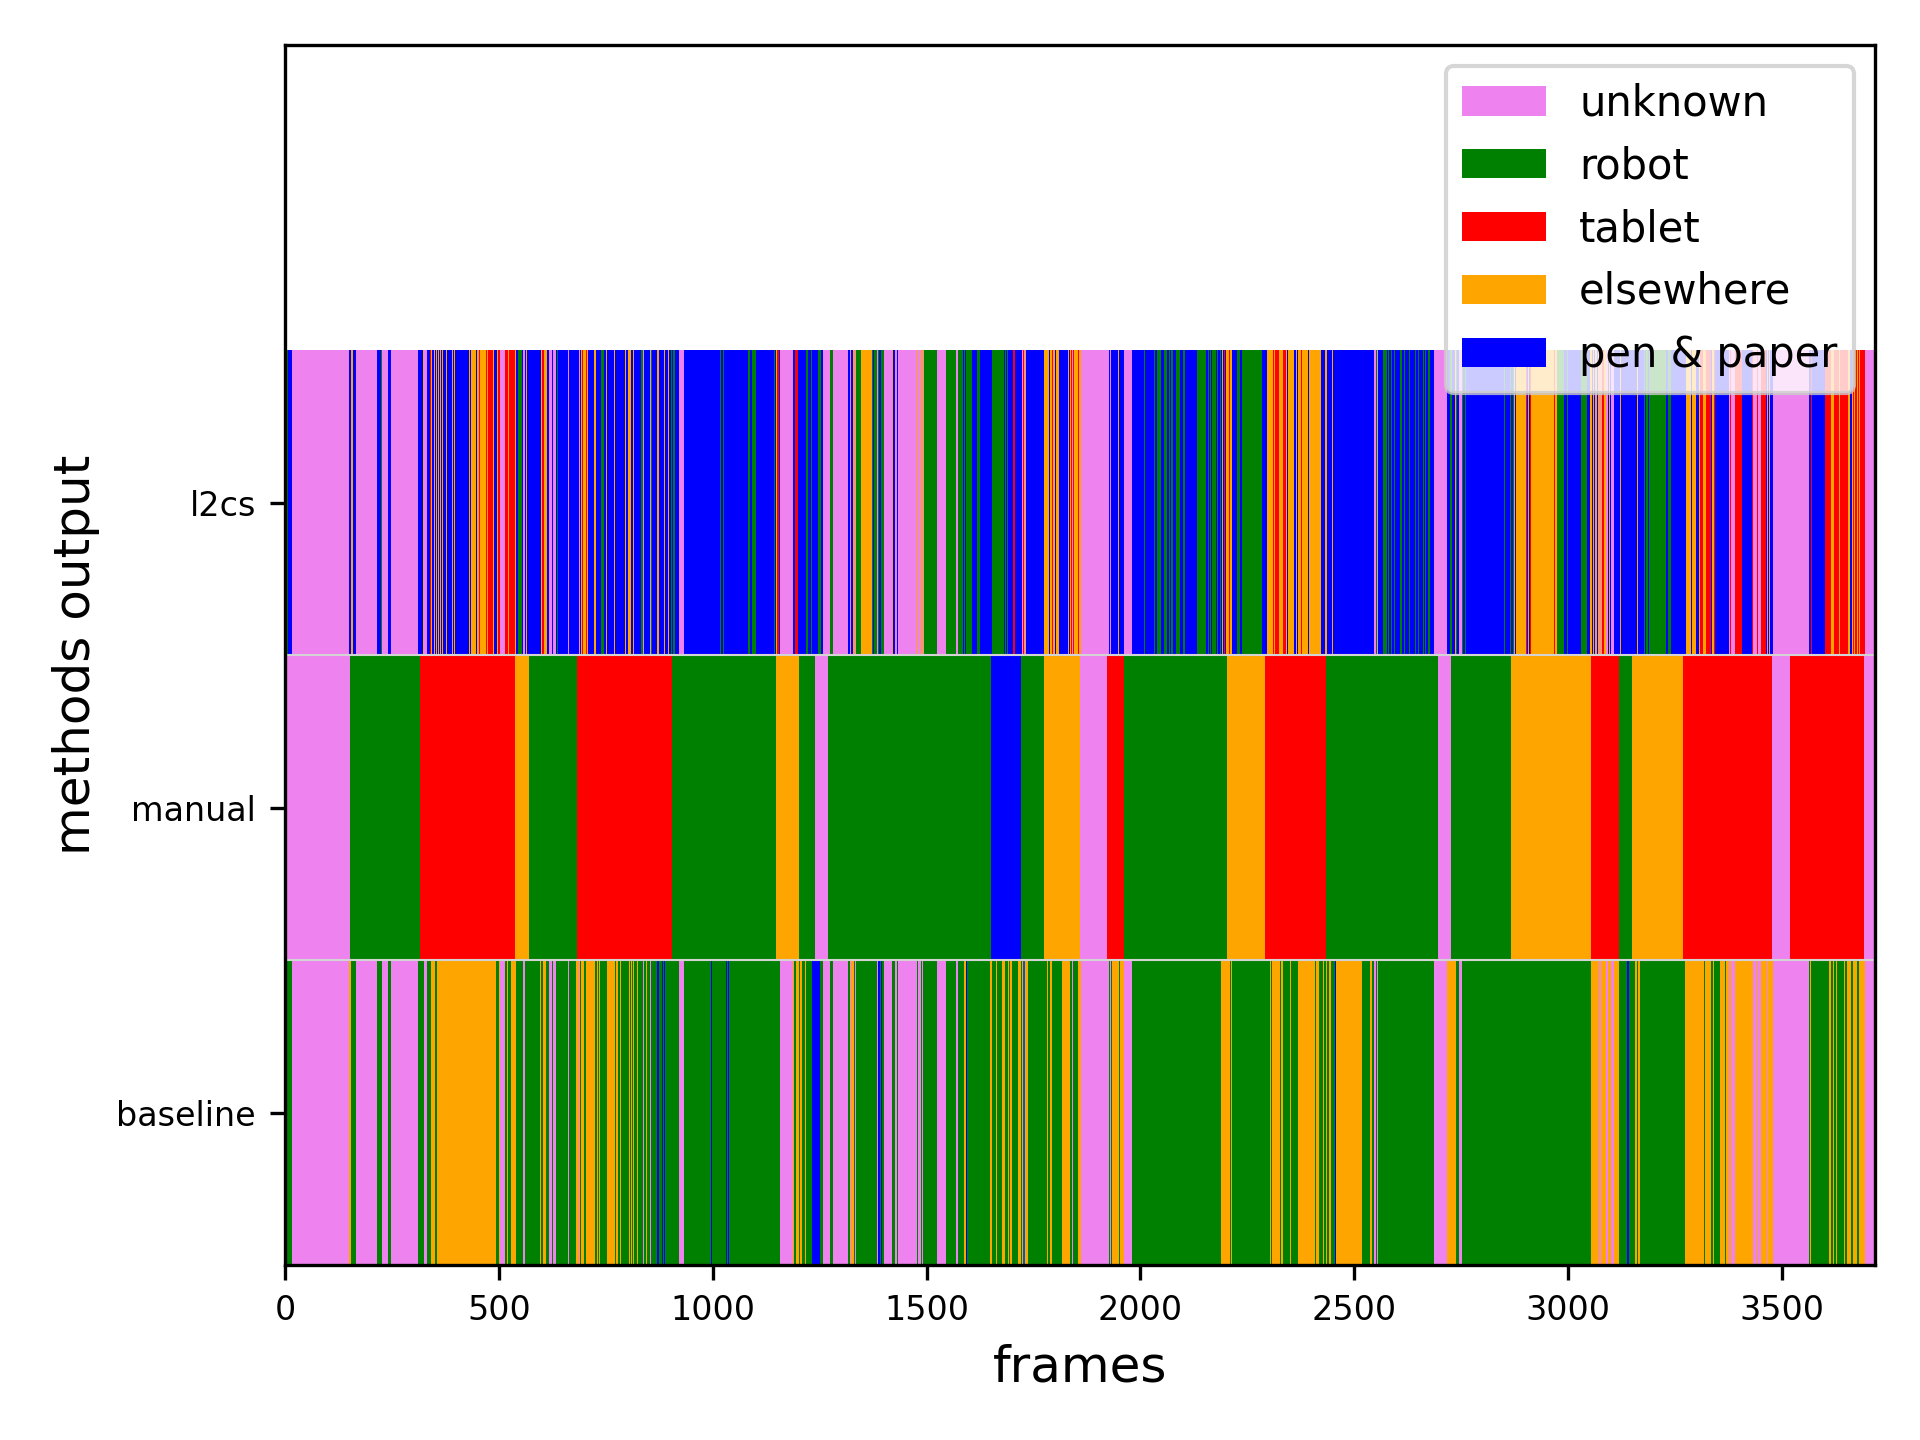 unknown
robot
tablet
elsewhere
pen & paper
methods output
l2cs
manual
baseline
0 500 1000 1500 2000 2500 3000 3500
frames